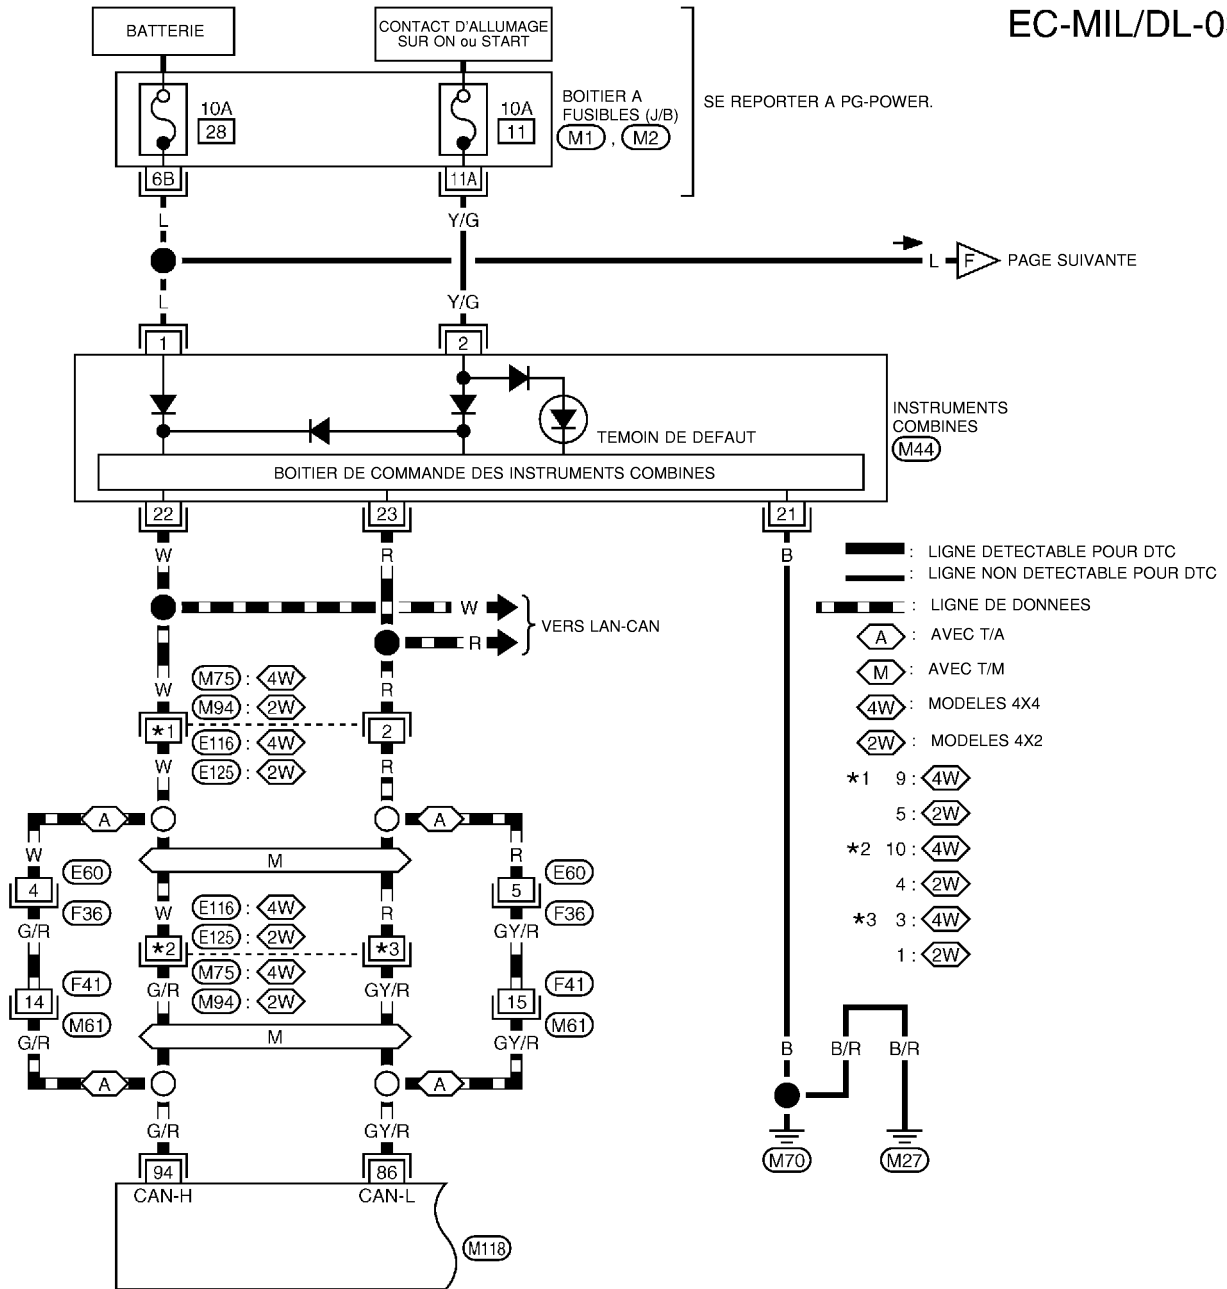 EC-MIL/DL-0
BATTERIE
CONTACT D'ALLUMAGE
SUR ON ou START
10A
28
10A
11
BOITIER A
FUSIBLES (J/B)
M1 , M2
SE REPORTER A PG-POWER.
6B
11A
L
Y/G
L
F
PAGE SUIVANTE
L
Y/G
1
2
TEMOIN DE DEFAUT
INSTRUMENTS
COMBINES
M44
BOITIER DE COMMANDE DES INSTRUMENTS COMBINES
22
23
21
W
R
B
W
R
VERS LAN-CAN
: LIGNE DETECTABLE POUR DTC
: LIGNE NON DETECTABLE POUR DTC
: LIGNE DE DONNEES
A : AVEC T/A
M : AVEC T/M
4W : MODELES 4X4
2W : MODELES 4X2
★1 9 : 4W
5 : 2W
★2 10 : 4W
4 : 2W
★3 3 : 4W
1 : 2W
W
M75 : 4W
M94 : 2W
R
★1
2
W
E116 : 4W
E125 : 2W
R
A
A
M
W
4
E60
F36
G/R
R
5
E60
F36
GY/R
W
E116 : 4W
E125 : 2W
R
★2
★3
G/R
M75 : 4W
M94 : 2W
GY/R
14
F41
M61
G/R
15
F41
M61
GY/R
M
A
A
G/R
GY/R
94
86
CAN-H
CAN-L
M118
B
B/R
B/R
M70
M27